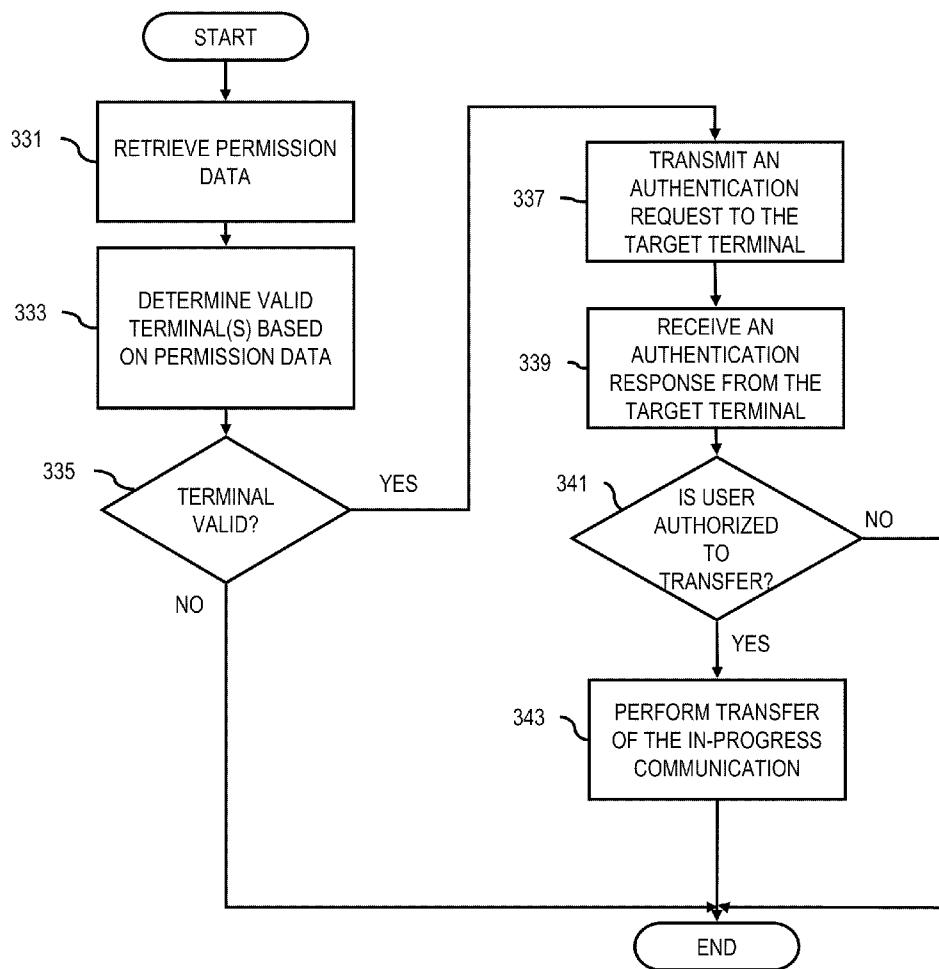 START
331
RETRIEVE PERMISSION
DATA
333
DETERMINE VALID
TERMINAL(S) BASED
ON PERMISSION DATA
335
TERMINAL
VALID?
YES
NO
337
TRANSMIT AN
AUTHENTICATION
REQUEST TO THE
TARGET TERMINAL
339
RECEIVE AN
AUTHENTICATION
RESPONSE FROM THE
TARGET TERMINAL
341
IS USER
AUTHORIZED
TO
TRANSFER?
NO
YES
343
PERFORM TRANSFER
OF THE IN-PROGRESS
COMMUNICATION
END